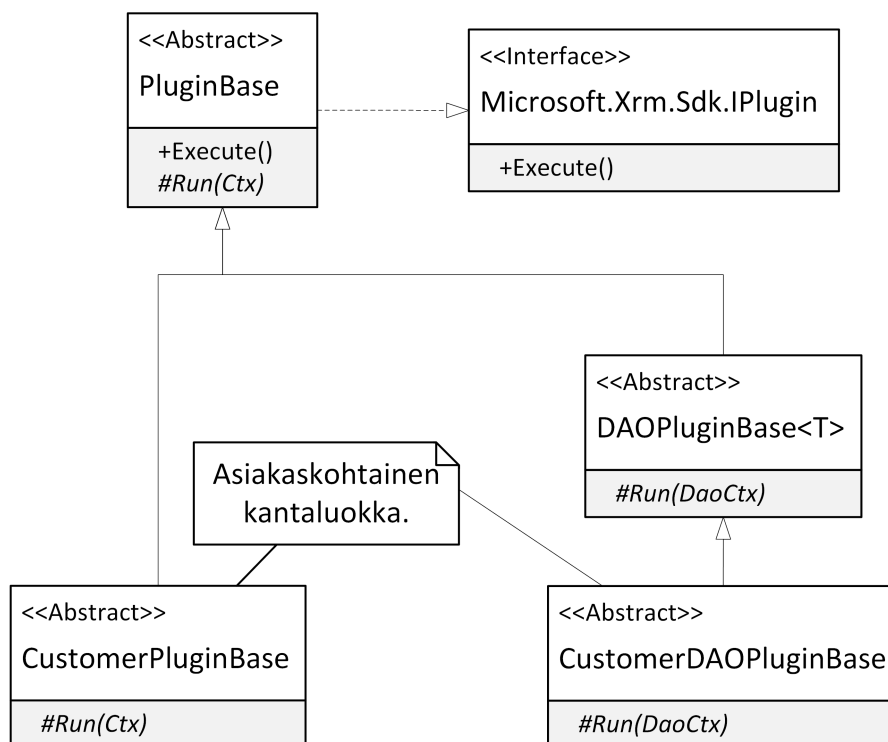 <<Abstract>>
PluginBase
+Execute()
#Run(Ctx)
<<Interface>>
Microsoft.Xrm.Sdk.IPlugin
+Execute()
<<Abstract>>
DAOPluginBase<T>
#Run(DaoCtx)
Asiakaskohtainen
kantaluokka.
<<Abstract>>
CustomerPluginBase
#Run(Ctx)
<<Abstract>>
CustomerDAOPluginBase
#Run(DaoCtx)